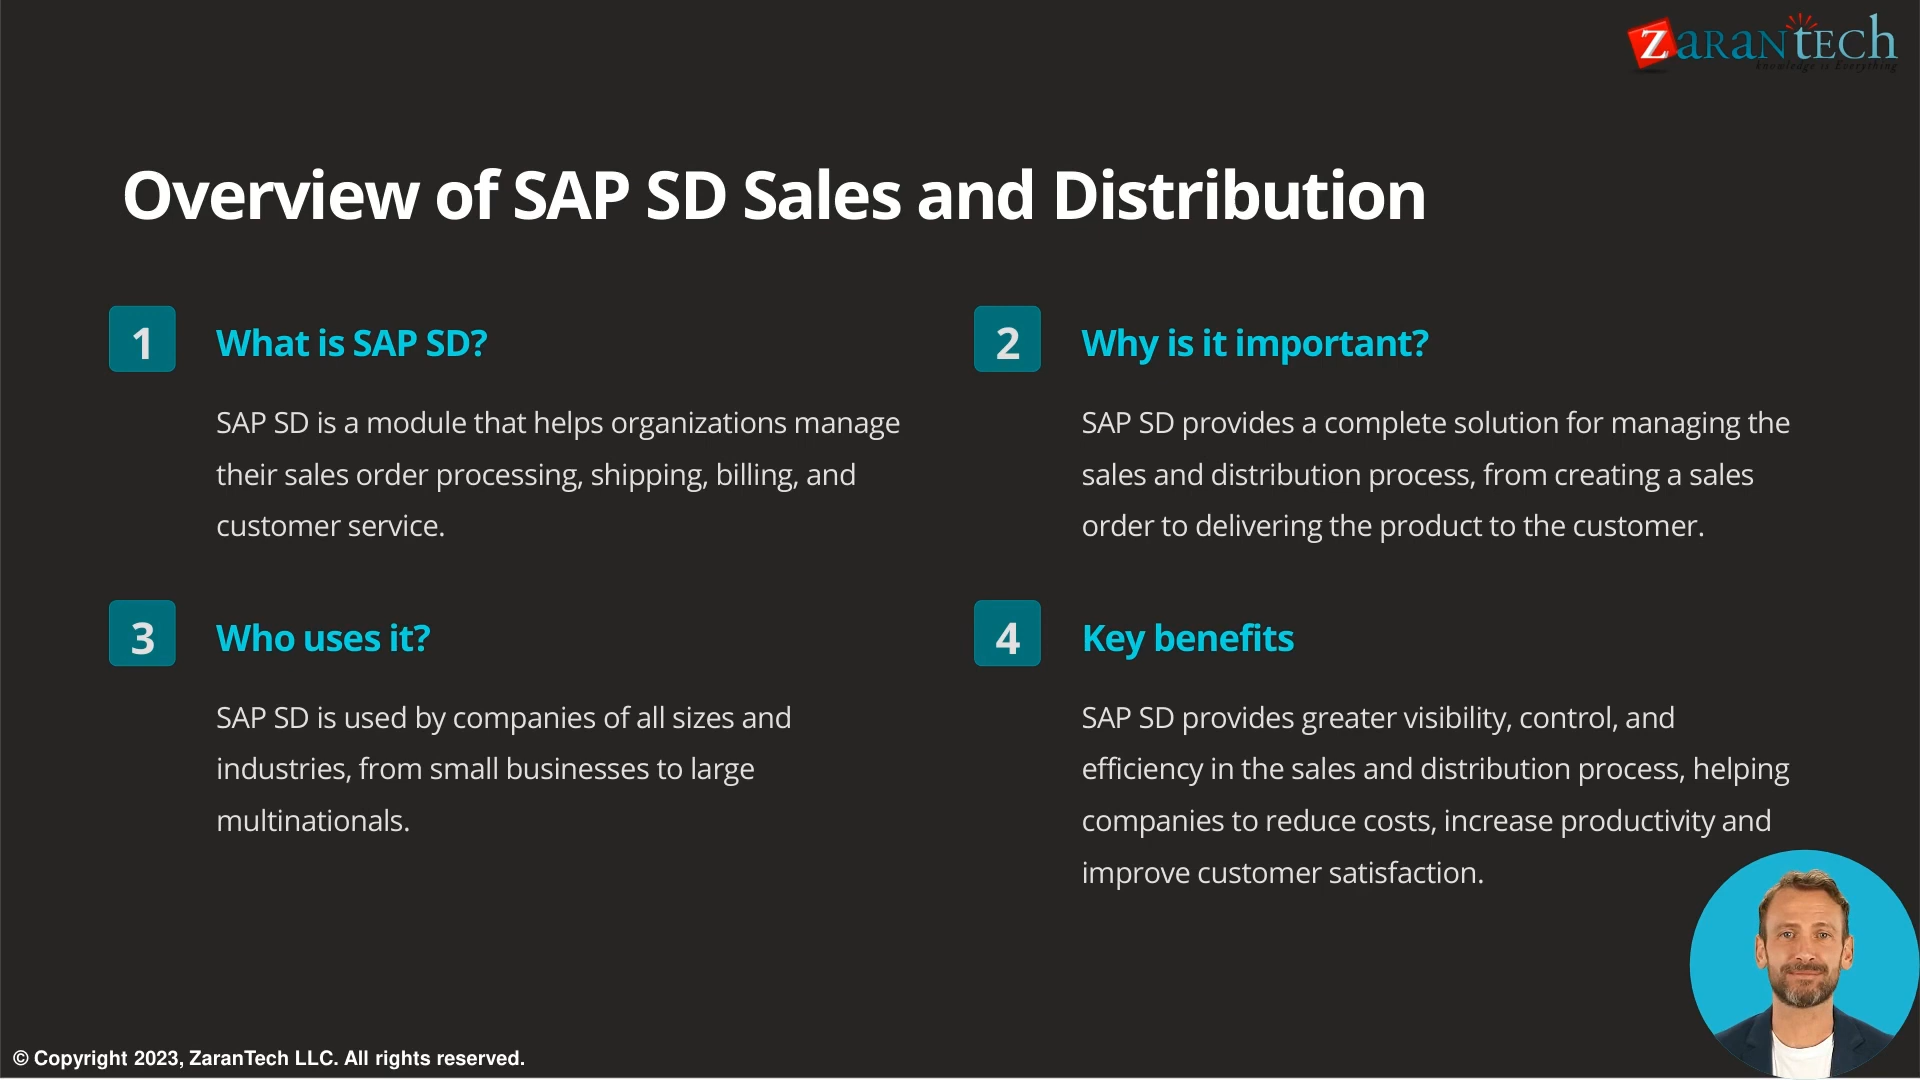 ZaranTech
Knowledge is Everything
Overview of SAP SD Sales and Distribution
1
What is SAP SD?
SAP SD is a module that helps organizations manage
their sales order processing, shipping, billing, and
customer service.
2
Why is it important?
SAP SD provides a complete solution for managing the
sales and distribution process, from creating a sales
order to delivering the product to the customer.
3
Who uses it?
SAP SD is used by companies of all sizes and
industries, from small businesses to large
multinationals.
4
Key benefits
SAP SD provides greater visibility, control, and
efficiency in the sales and distribution process, helping
companies to reduce costs, increase productivity and
improve customer satisfaction.
© Copyright 2023, ZaranTech LLC. All rights reserved.